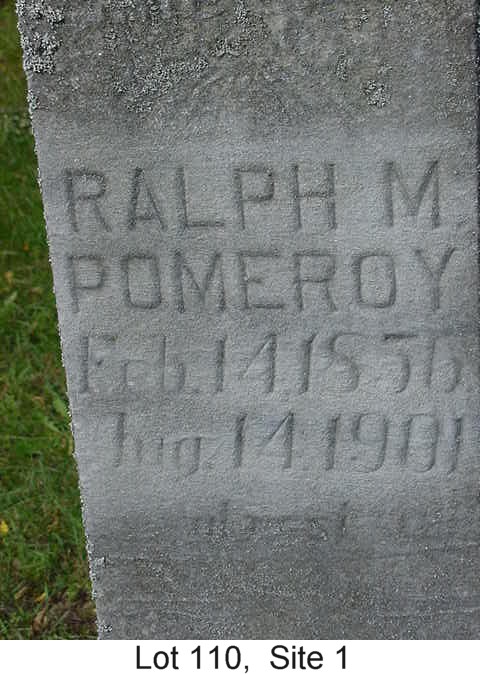 RALPH M.
POMEROY
Feb. 14, 1856
Aug. 14, 1901
Lot 110, Site 1